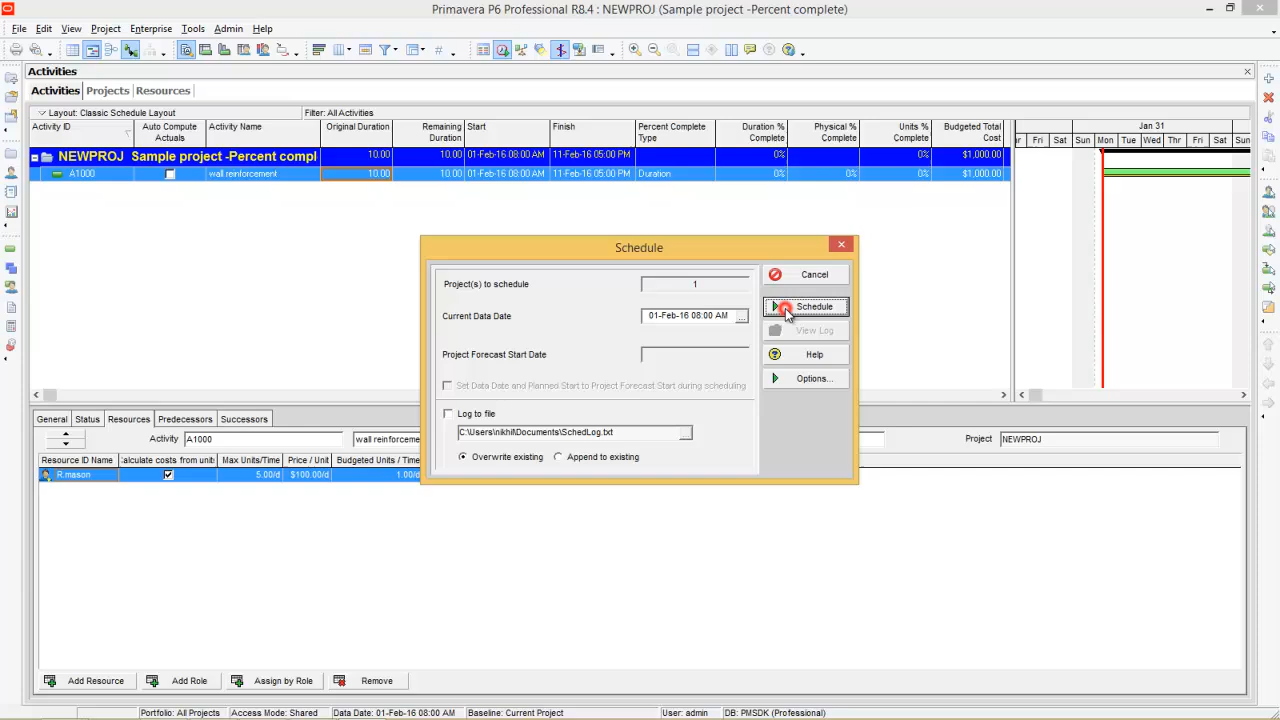 Primavera P6 Professional R8.4 : NEWPROJ (Sample project -Percent complete)
File Edit View Project Enterprise Tools Admin Help
Activities
Activities Projects Resources
Layout: Classic Schedule Layout Filter: All Activities
Activity ID Auto Compute Actuals Activity Name Original Duration Remaining Duration Start Finish Percent Complete Type Duration % Complete Physical % Complete Units % Complete Budgeted Total Cost
Jan 31
Fri Sat Sun Mon Tue Wed Thr Fri Sat Sun
NEWPROJ Sample project -Percent compl 10.00 10.00 01-Feb-16 08:00 AM 11-Feb-16 05:00 PM 0% 0% $1,000.00
A1000 wall reinforcement 10.00 10.00 01-Feb-16 08:00 AM 11-Feb-16 05:00 PM Duration 0% 0% 0% $1,000.00
Schedule
Project(s) to schedule 1
Cancel
Current Data Date 01-Feb-16 08:00 AM ...
Schedule
View Log
Project Forecast Start Date
Help
Set Data Date and Planned Start to Project Forecast Start during scheduling
Options...
Log to file
C:\Users\nikhil\Documents\SchedLog.txt
Overwrite existing Append to existing
General Status Resources Predecessors Successors
Activity A1000 wall reinforceme Project NEWPROJ
Resource ID Name Calculate costs from unit Max Units/Time Price / Unit Budgeted Units / Time
R.mason 5.00/d $100.00/d 1.00/d
Add Resource Add Role Assign by Role Remove
Portfolio: All Projects Access Mode: Shared Data Date: 01-Feb-16 08:00 AM Baseline: Current Project User: admin DB: PMSDK (Professional)